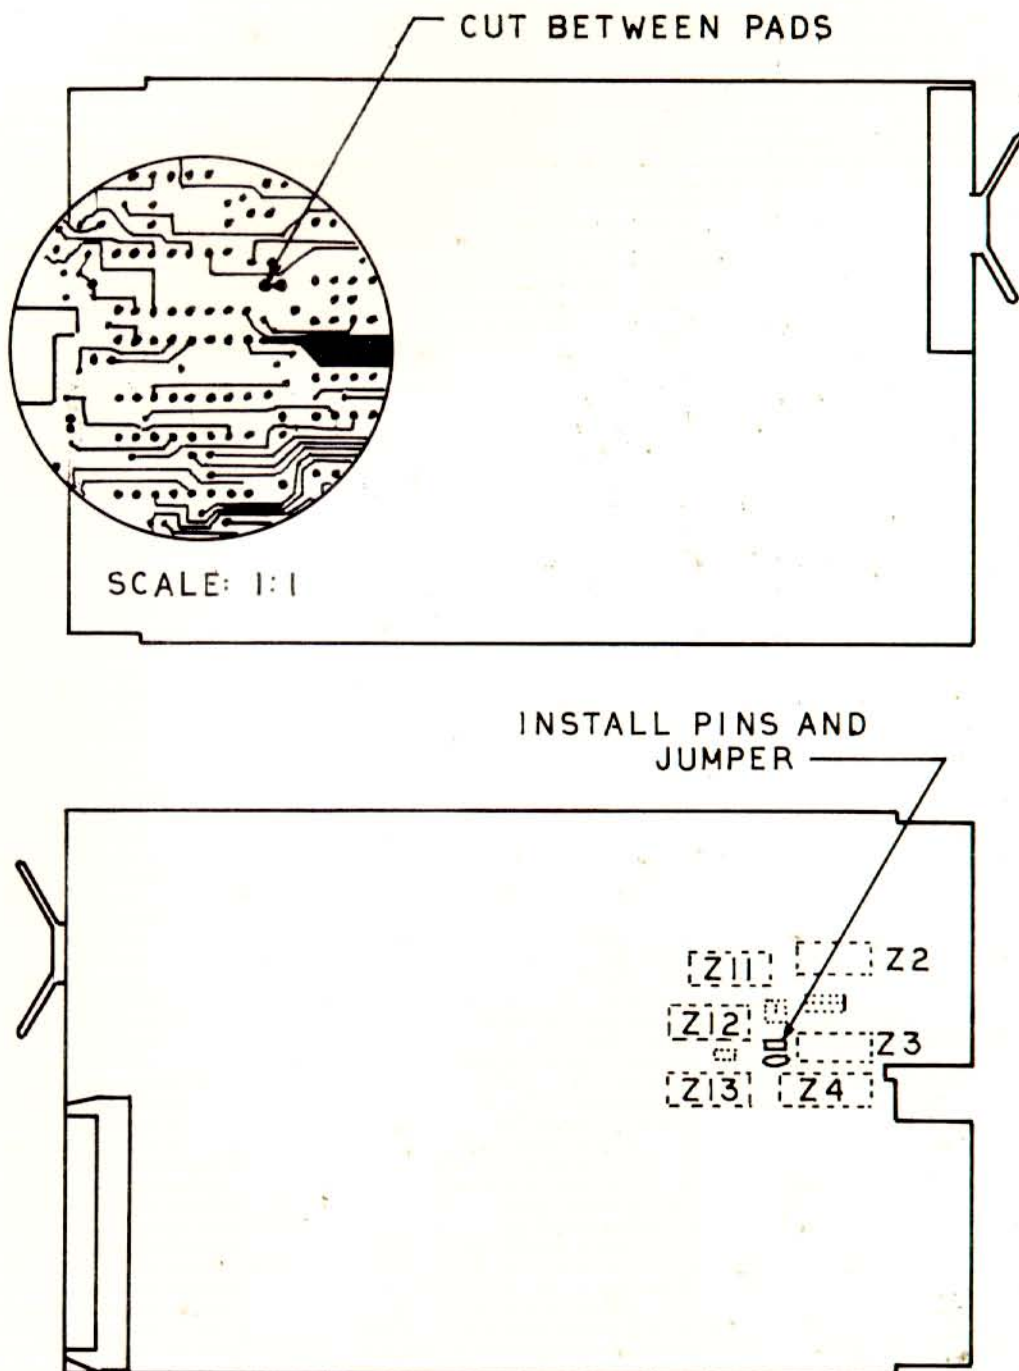 CUT BETWEEN PADS
SCALE: 1:1
INSTALL PINS AND
JUMPER
Z11
Z2
Z12
Z3
Z13
Z4